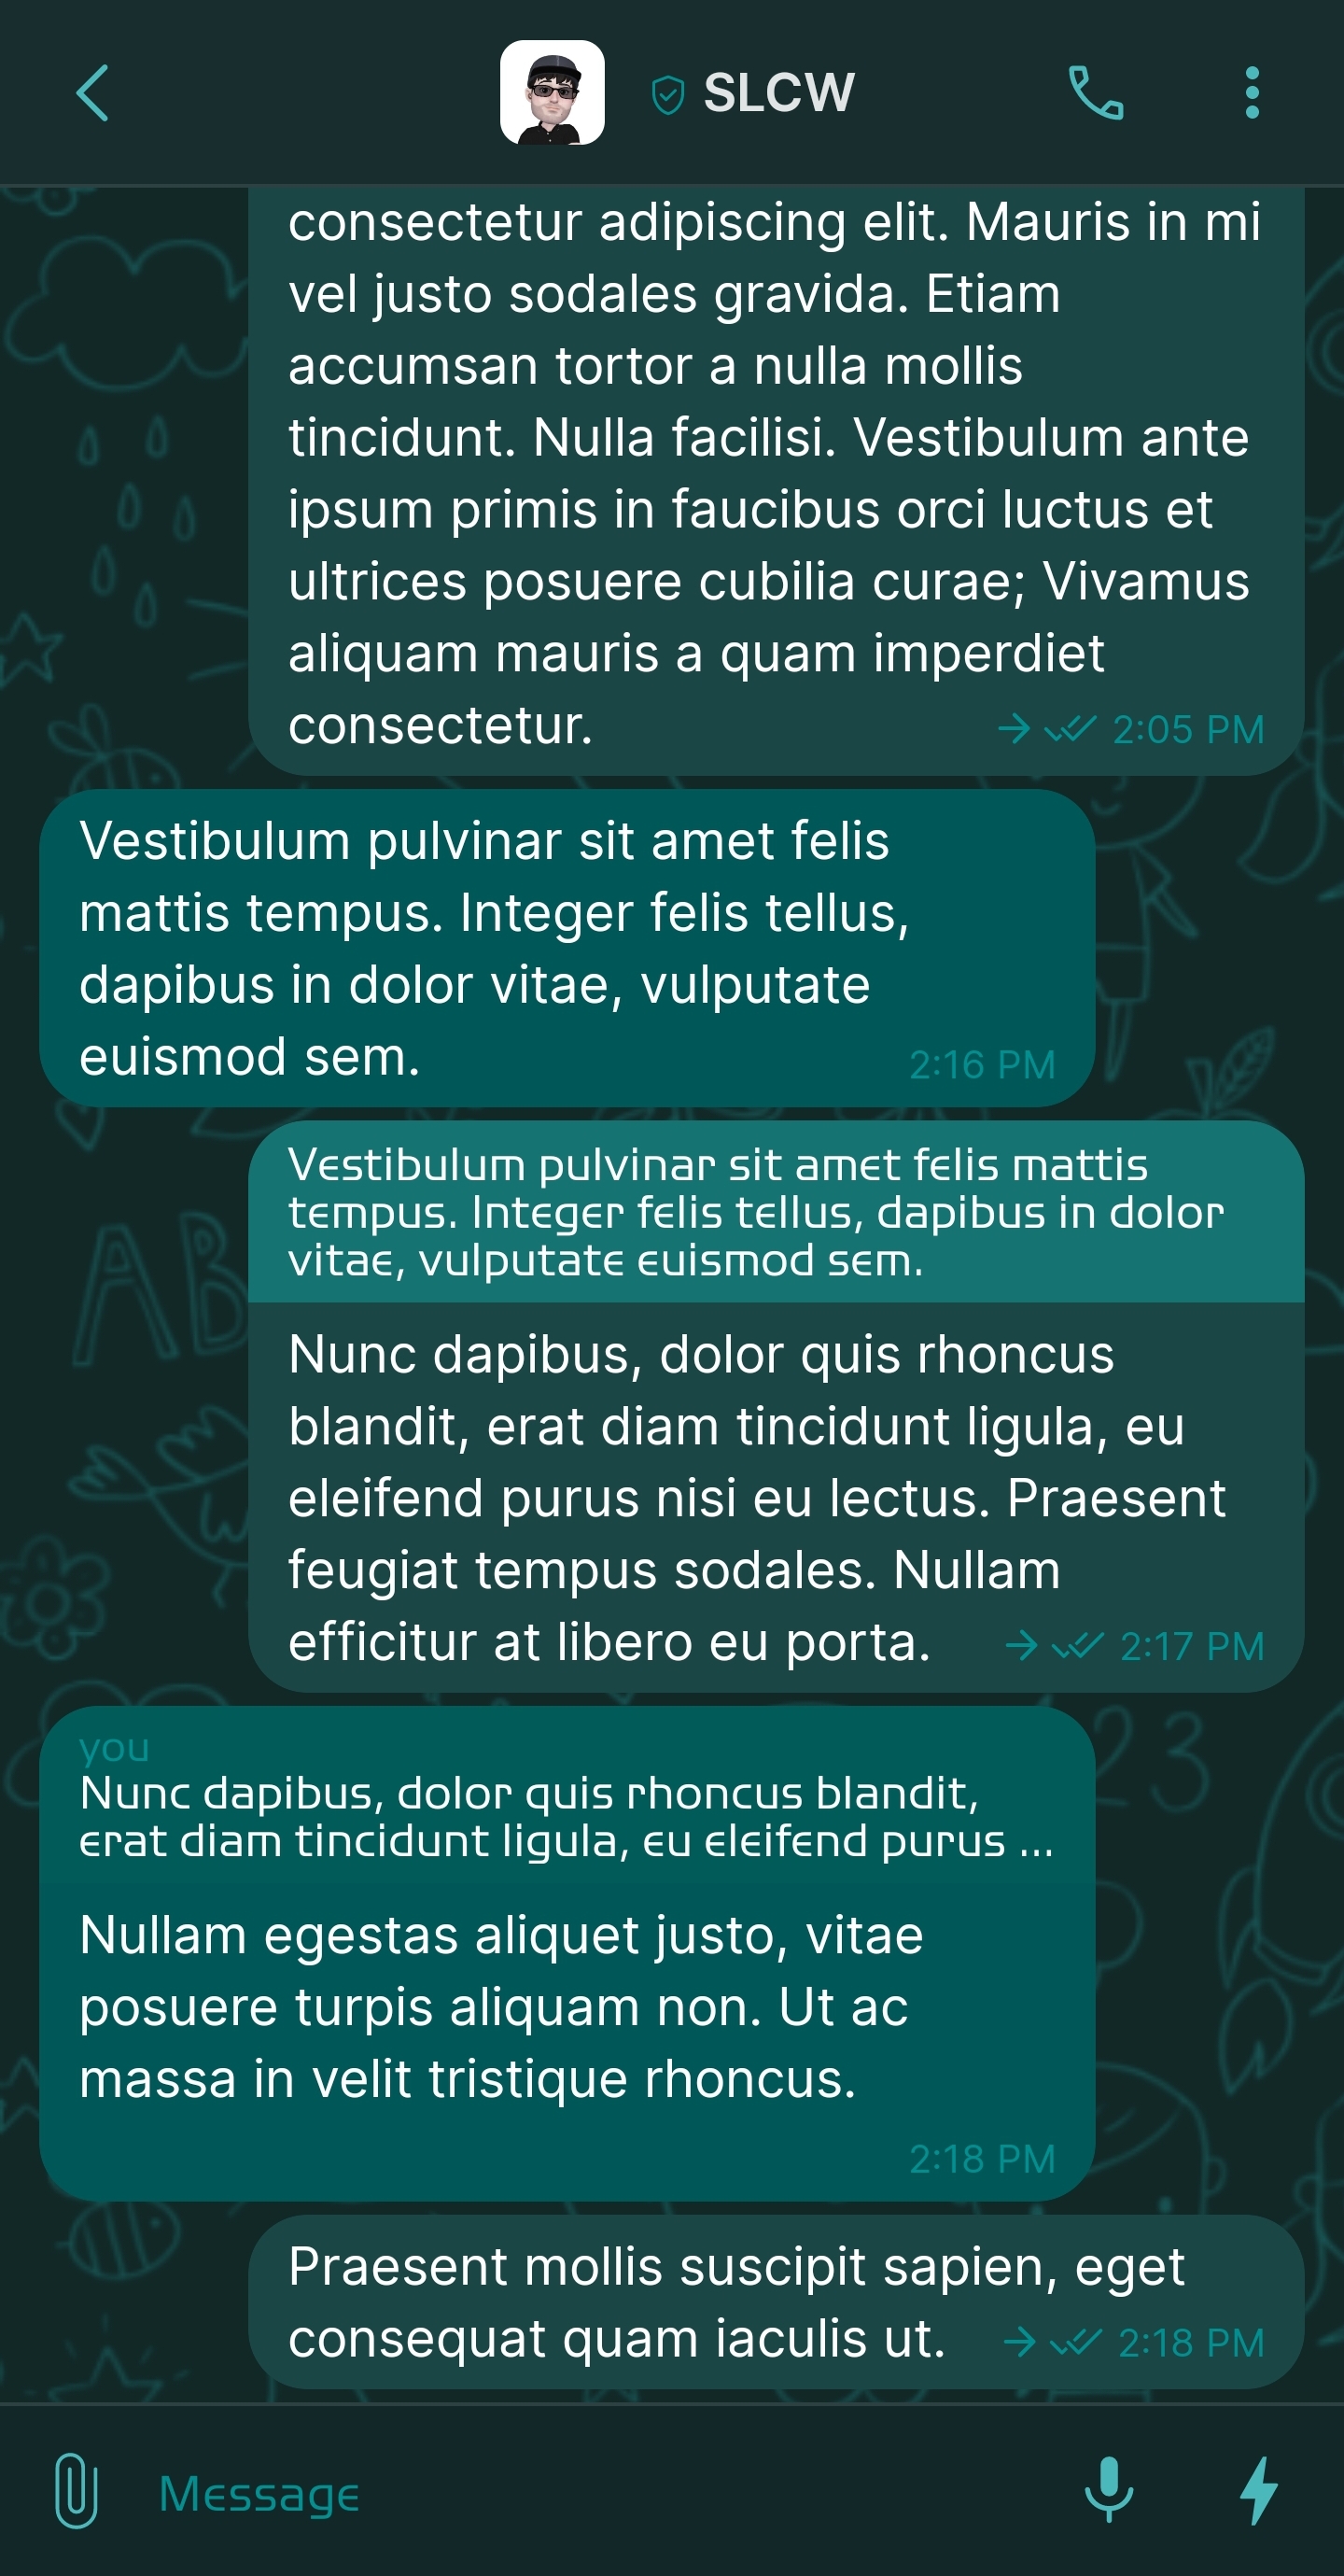 SLCW
consectetur adipiscing elit. Mauris in mi
vel justo sodales gravida. Etiam
accumsan tortor a nulla mollis
tincidunt. Nulla facilisi. Vestibulum ante
ipsum primis in faucibus orci luctus et
ultrices posuere cubilia curae; Vivamus
aliquam mauris a quam imperdiet
consectetur.
2:05 PM
Vestibulum pulvinar sit amet felis
mattis tempus. Integer felis tellus,
dapibus in dolor vitae, vulputate
euismod sem.
2:16 PM
Vestibulum pulvinar sit amet felis mattis
tempus. Integer felis tellus, dapibus in dolor
vitae, vulputate euismod sem.
Nunc dapibus, dolor quis rhoncus
blandit, erat diam tincidunt ligula, eu
eleifend purus nisi eu lectus. Praesent
feugiat tempus sodales. Nullam
efficitur at libero eu porta.
2:17 PM
you
Nunc dapibus, dolor quis rhoncus blandit,
erat diam tincidunt ligula, eu eleifend purus ...
Nullam egestas aliquet justo, vitae
posuere turpis aliquam non. Ut ac
massa in velit tristique rhoncus.
2:18 PM
Praesent mollis suscipit sapien, eget
consequat quam iaculis ut.
2:18 PM
Message
AB
23